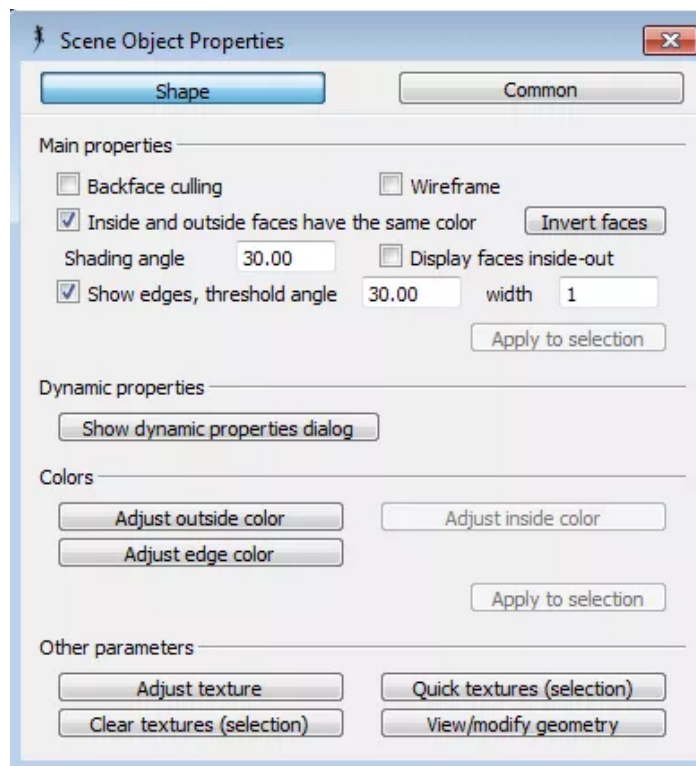 Scene Object Properties
Shape Common
Main properties
Backface culling Wireframe
Inside and outside faces have the same color Invert faces
Shading angle 30.00 Display faces inside-out
Show edges, threshold angle 30.00 width 1
Apply to selection
Dynamic properties
Show dynamic properties dialog
Colors
Adjust outside color Adjust inside color
Adjust edge color
Apply to selection
Other parameters
Adjust texture Quick textures (selection)
Clear textures (selection) View/modify geometry